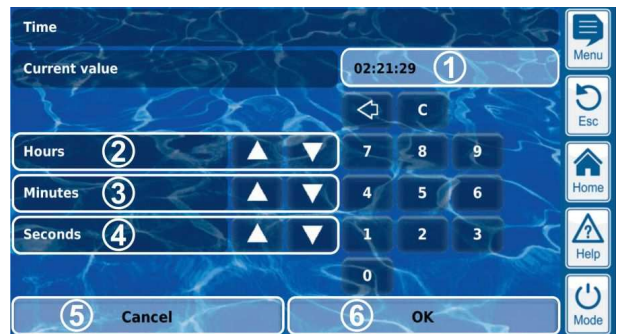 Time
Menu
Current value 02:21:29 1
C
Esc
Hours 2 7 8 9
Minutes 3 4 5 6
Home
Seconds 4 1 2 3
Help
0
5 Cancel 6 OK
Mode